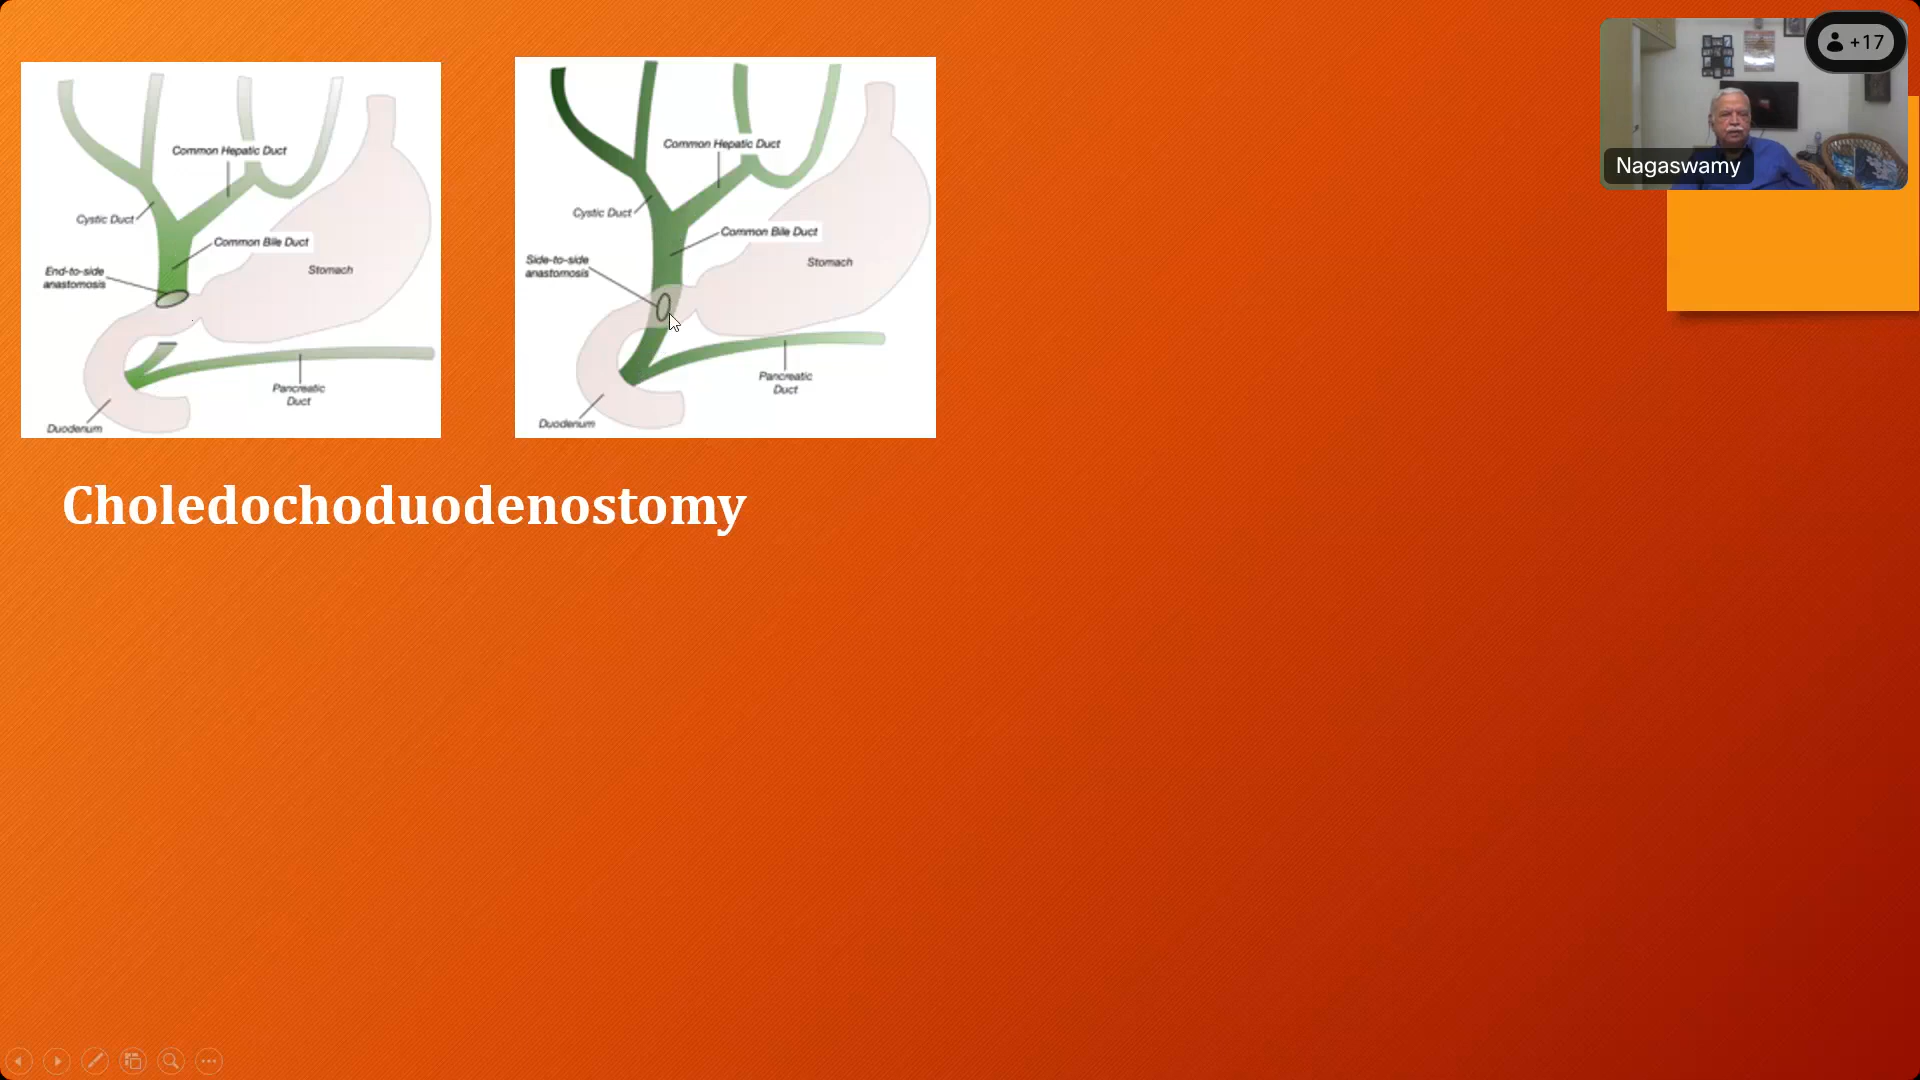 Common Hepatic Duct
Cystic Duct
Common Bile Duct
End-to-side
anastomosis
Stomach
Pancreatic
Duct
Duodenum
Common Hepatic Duct
Cystic Duct
Common Bile Duct
Side-to-side
anastomosis
Stomach
Pancreatic
Duct
Duodenum
Choledochoduodenostomy
+17
Nagaswamy